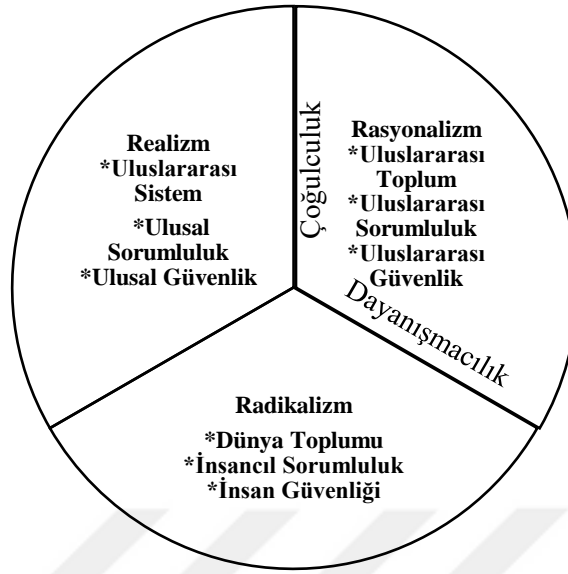 Realizm
*Uluslararası
Sistem
*Ulusal
Sorumluluk
*Ulusal Güvenlik
Çoğulculuk
Rasyonalizm
*Uluslararası
Toplum
*Uluslararası
Sorumluluk
*Uluslararası
Güvenlik
Dayanışmacılık
Radikalizm
*Dünya Toplumu
*İnsancıl Sorumluluk
*İnsan Güvenliği